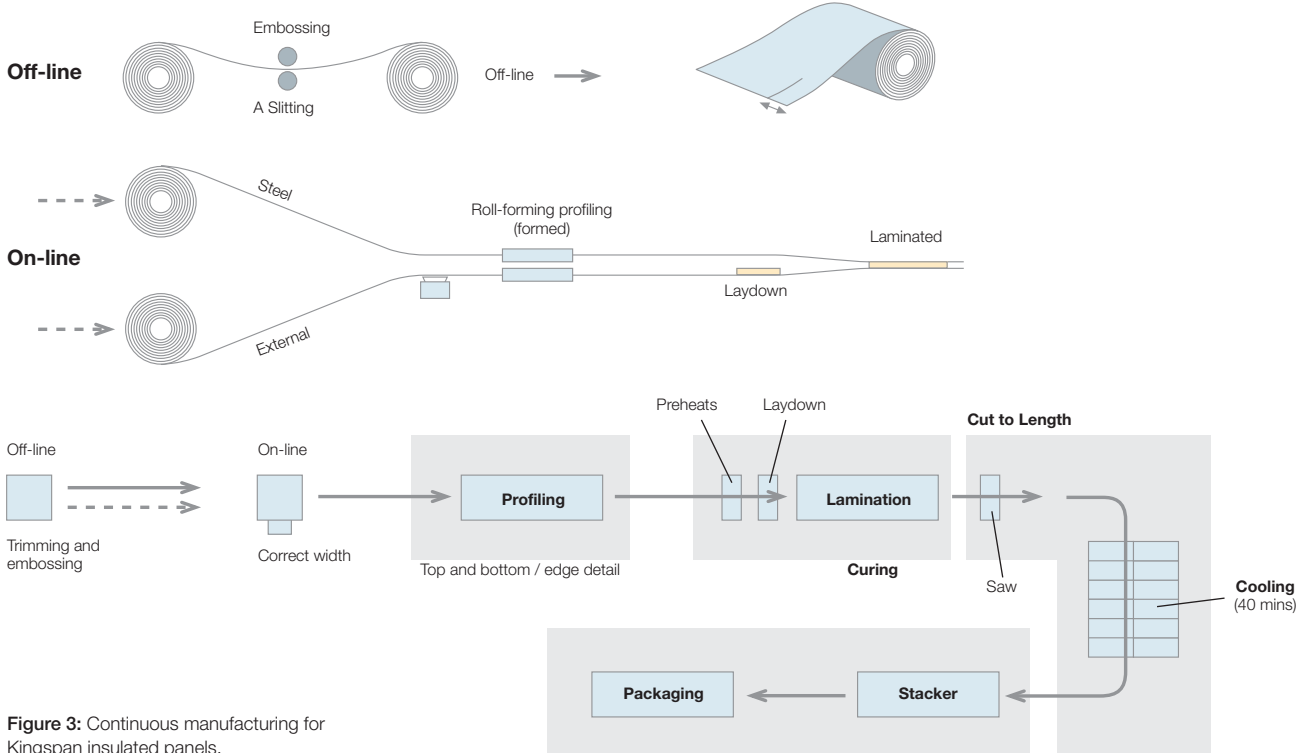 Embossing
Off-line
A Slitting
Off-line
Steel
Roll-forming profiling
(formed)
Laminated
On-line
Laydown
External
Preheats
Laydown
Cut to Length
Off-line
On-line
Profiling
Lamination
Trimming and
embossing
Correct width
Top and bottom / edge detail
Curing
Saw
Cooling
(40 mins)
Packaging
Stacker
Figure 3: Continuous manufacturing for
Kingspan insulated panels.